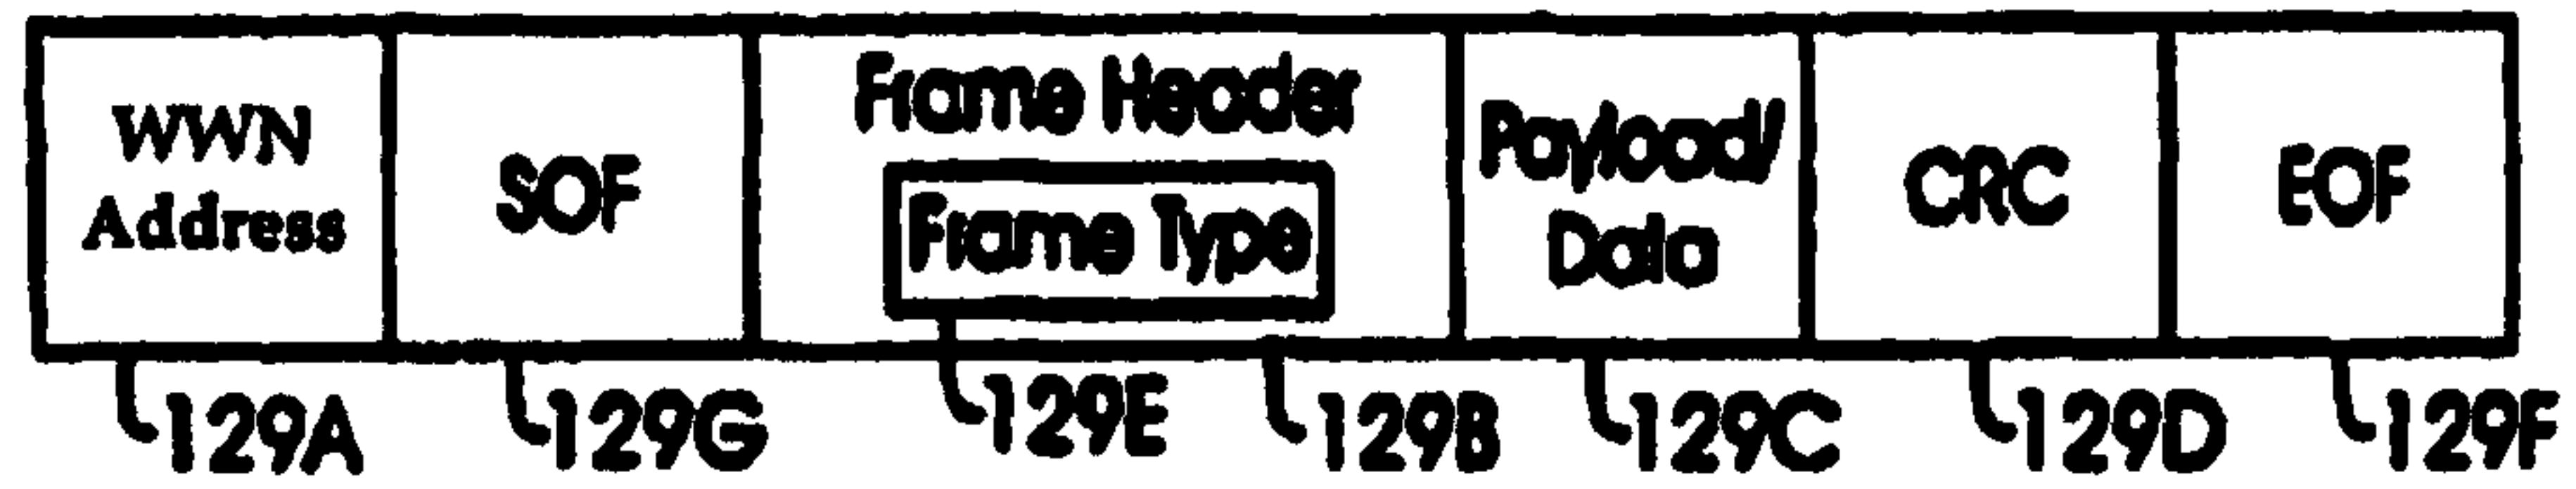 WWN
Address
SOF
Frame Header
Frame Type
Payload/
Data
CRC
EOF
129A
129G
129E
129B
129C
129D
129F